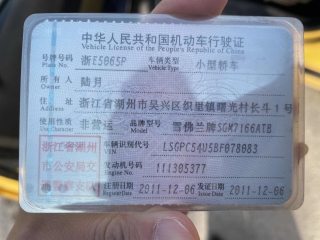 中华人民共和国机动车行驶证
Vehicle License of the People's Republic of China
号牌号码 浙E5065P 车辆类型 小型轿车
Plate No. Vehicle Type
所有人 陆月
Owner
住址 浙江省湖州市吴兴区织里镇曙光村长斗1号
Address
使用性质 非营运 品牌型号 雪佛兰牌SGM7166ATB
Use Character Model
浙江省湖州 车辆识别代号 LSGPC54U5BF078083
VIN
市公安局交 发动机号码 111305377
Engine No.
注册日期 2011-12-06 发证日期 2011-12-06
Register Date Issue Date